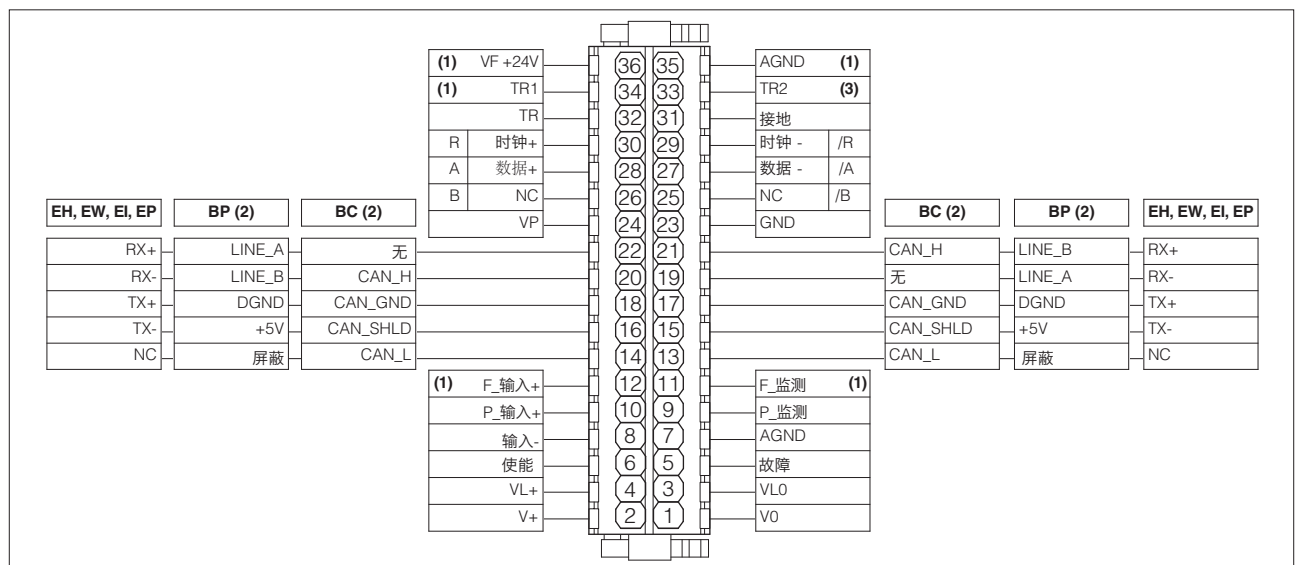 (1) VF +24V 36 35 AGND (1)
(1) TR1 34 33 TR2 (3)
TR 32 31 接地
R 时钟+ 30 29 时钟 - /R
A 数据+ 28 27 数据 - /A
B NC 26 25 NC /B
VP 24 23 GND
EH, EW, EI, EP BP (2) BC (2) BC (2) BP (2) EH, EW, EI, EP
RX+ LINE_A 无 22 21 CAN_H LINE_B RX+
RX- LINE_B CAN_H 20 19 无 LINE_A RX-
TX+ DGND CAN_GND 18 17 CAN_GND DGND TX+
TX- +5V CAN_SHLD 16 15 CAN_SHLD +5V TX-
NC 屏蔽 CAN_L 14 13 CAN_L 屏蔽 NC
(1) F_输入+ 12 11 F_监测 (1)
P_输入+ 10 9 P_监测
输入- 8 7 AGND
使能 6 5 故障
VL+ 4 3 VL0
V+ 2 1 V0